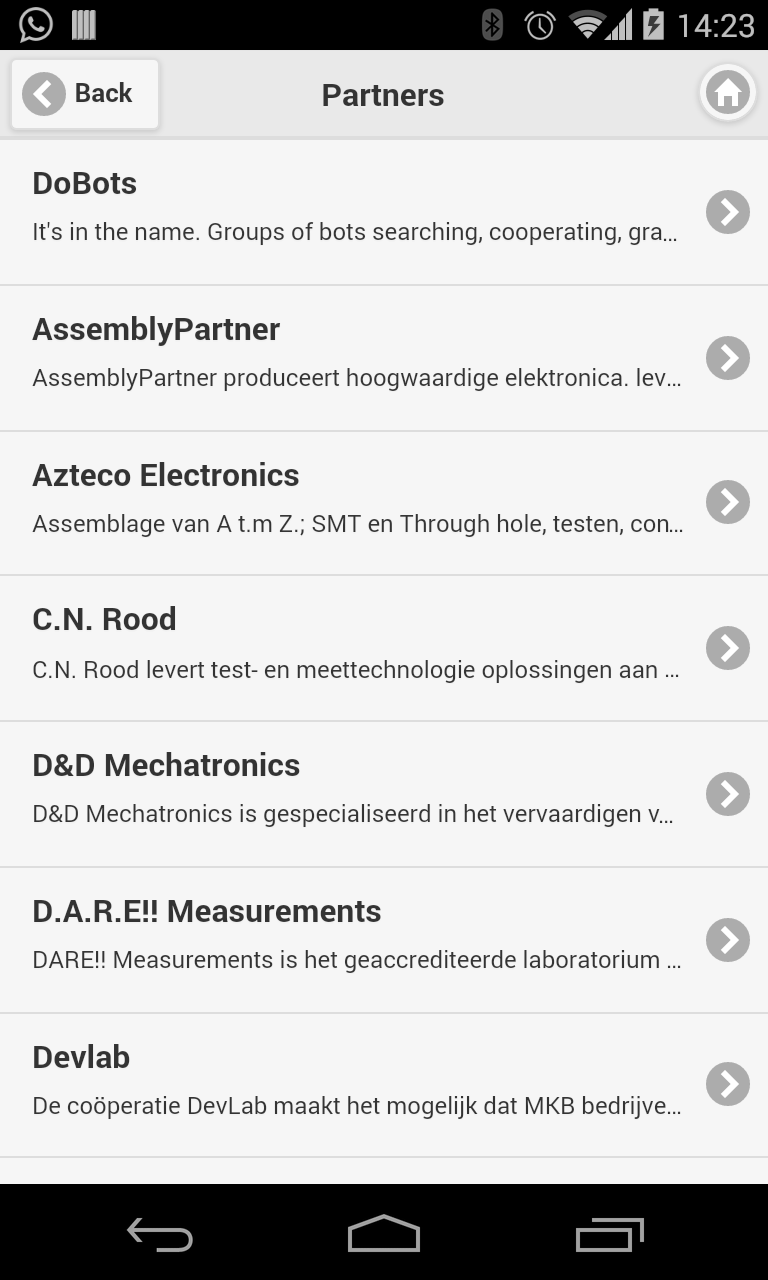 14:23
Back
Partners
DoBots
It's in the name. Groups of bots searching, cooperating, gra...
AssemblyPartner
AssemblyPartner produceert hoogwaardige elektronica. lev...
Azteco Electronics
Assemblage van A t.m Z.; SMT en Through hole, testen, con...
C.N. Rood
C.N. Rood levert test- en meettechnologie oplossingen aan ...
D&D Mechatronics
D&D Mechatronics is gespecialiseerd in het vervaardigen v...
D.A.R.E!! Measurements
DARE!! Measurements is het geaccrediteerde laboratorium ...
Devlab
De coöperatie DevLab maakt het mogelijk dat MKB bedrijve...